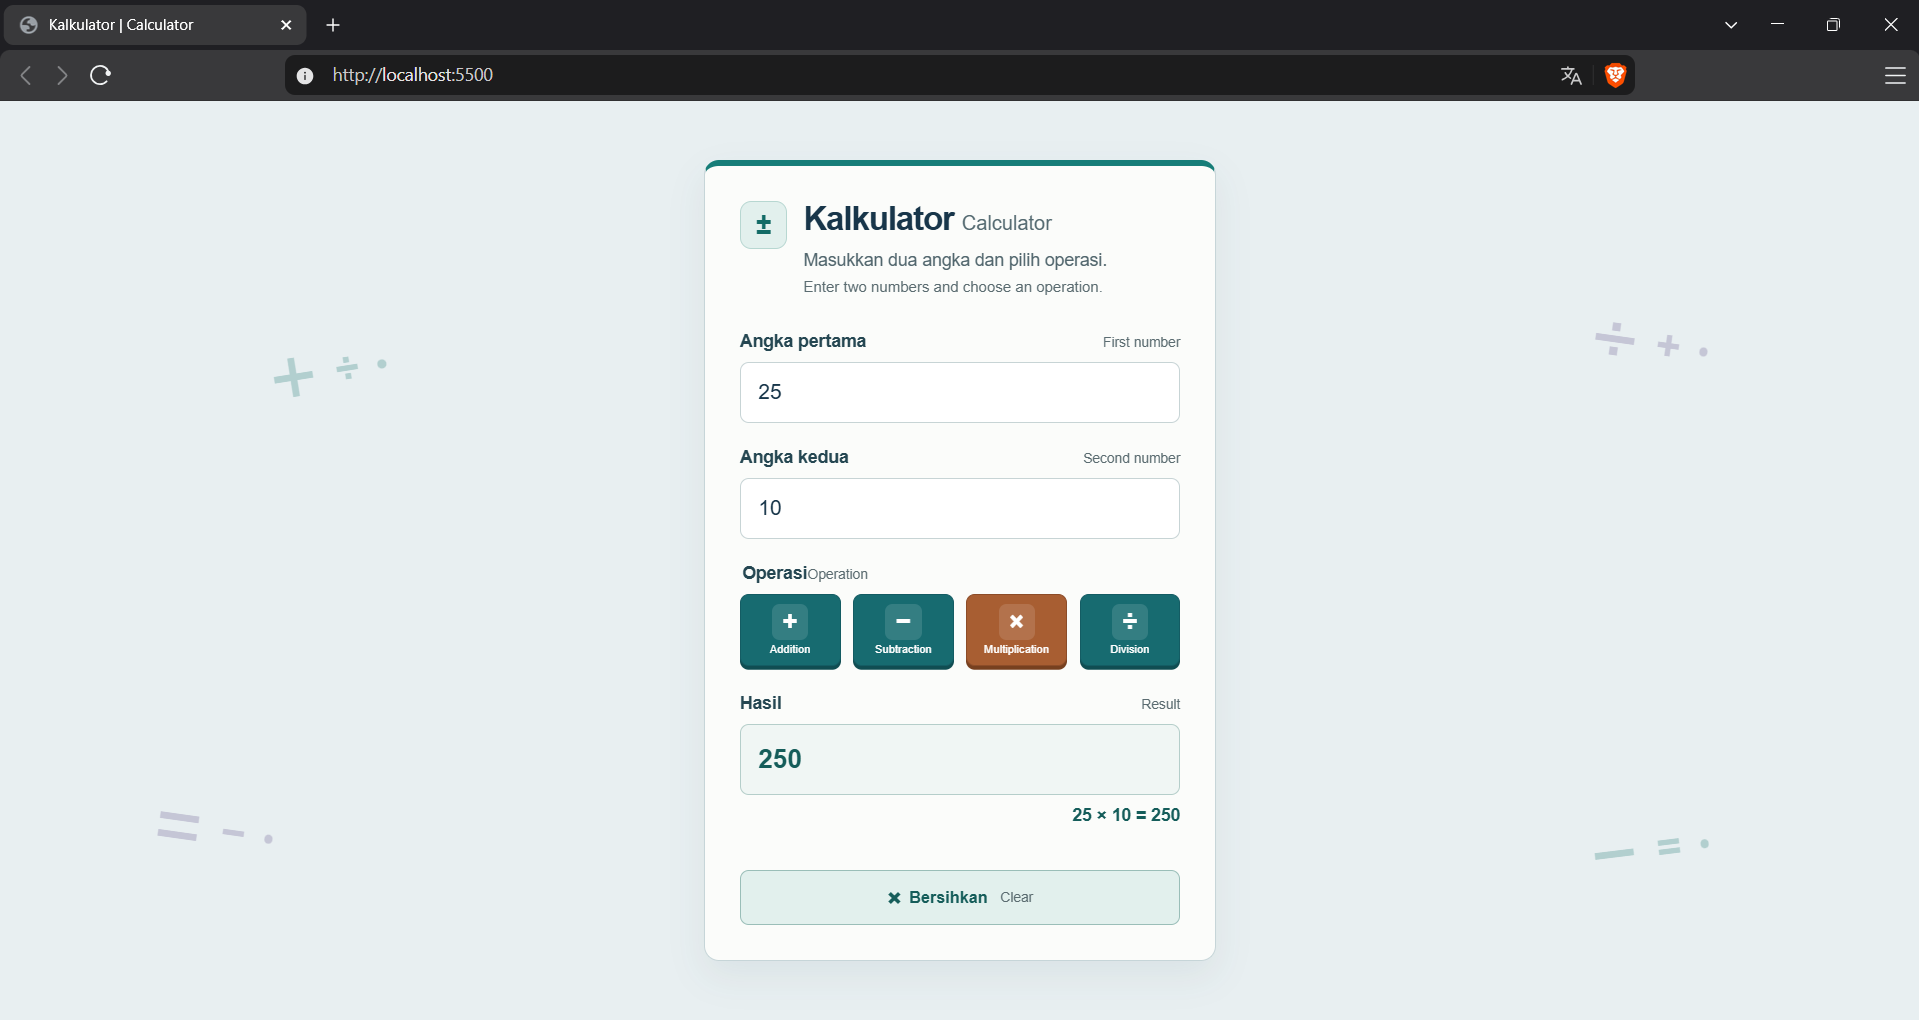 Kalkulator | Calculator
http://localhost:5500
±
Kalkulator Calculator
Masukkan dua angka dan pilih operasi.
Enter two numbers and choose an operation.
Angka pertama First number
25
Angka kedua Second number
10
Operasi Operation
+ − × ÷
Addition Subtraction Multiplication Division
Hasil Result
250
25 × 10 = 250
× Bersihkan Clear
+ ÷ •
÷ + •
= − •
− = •